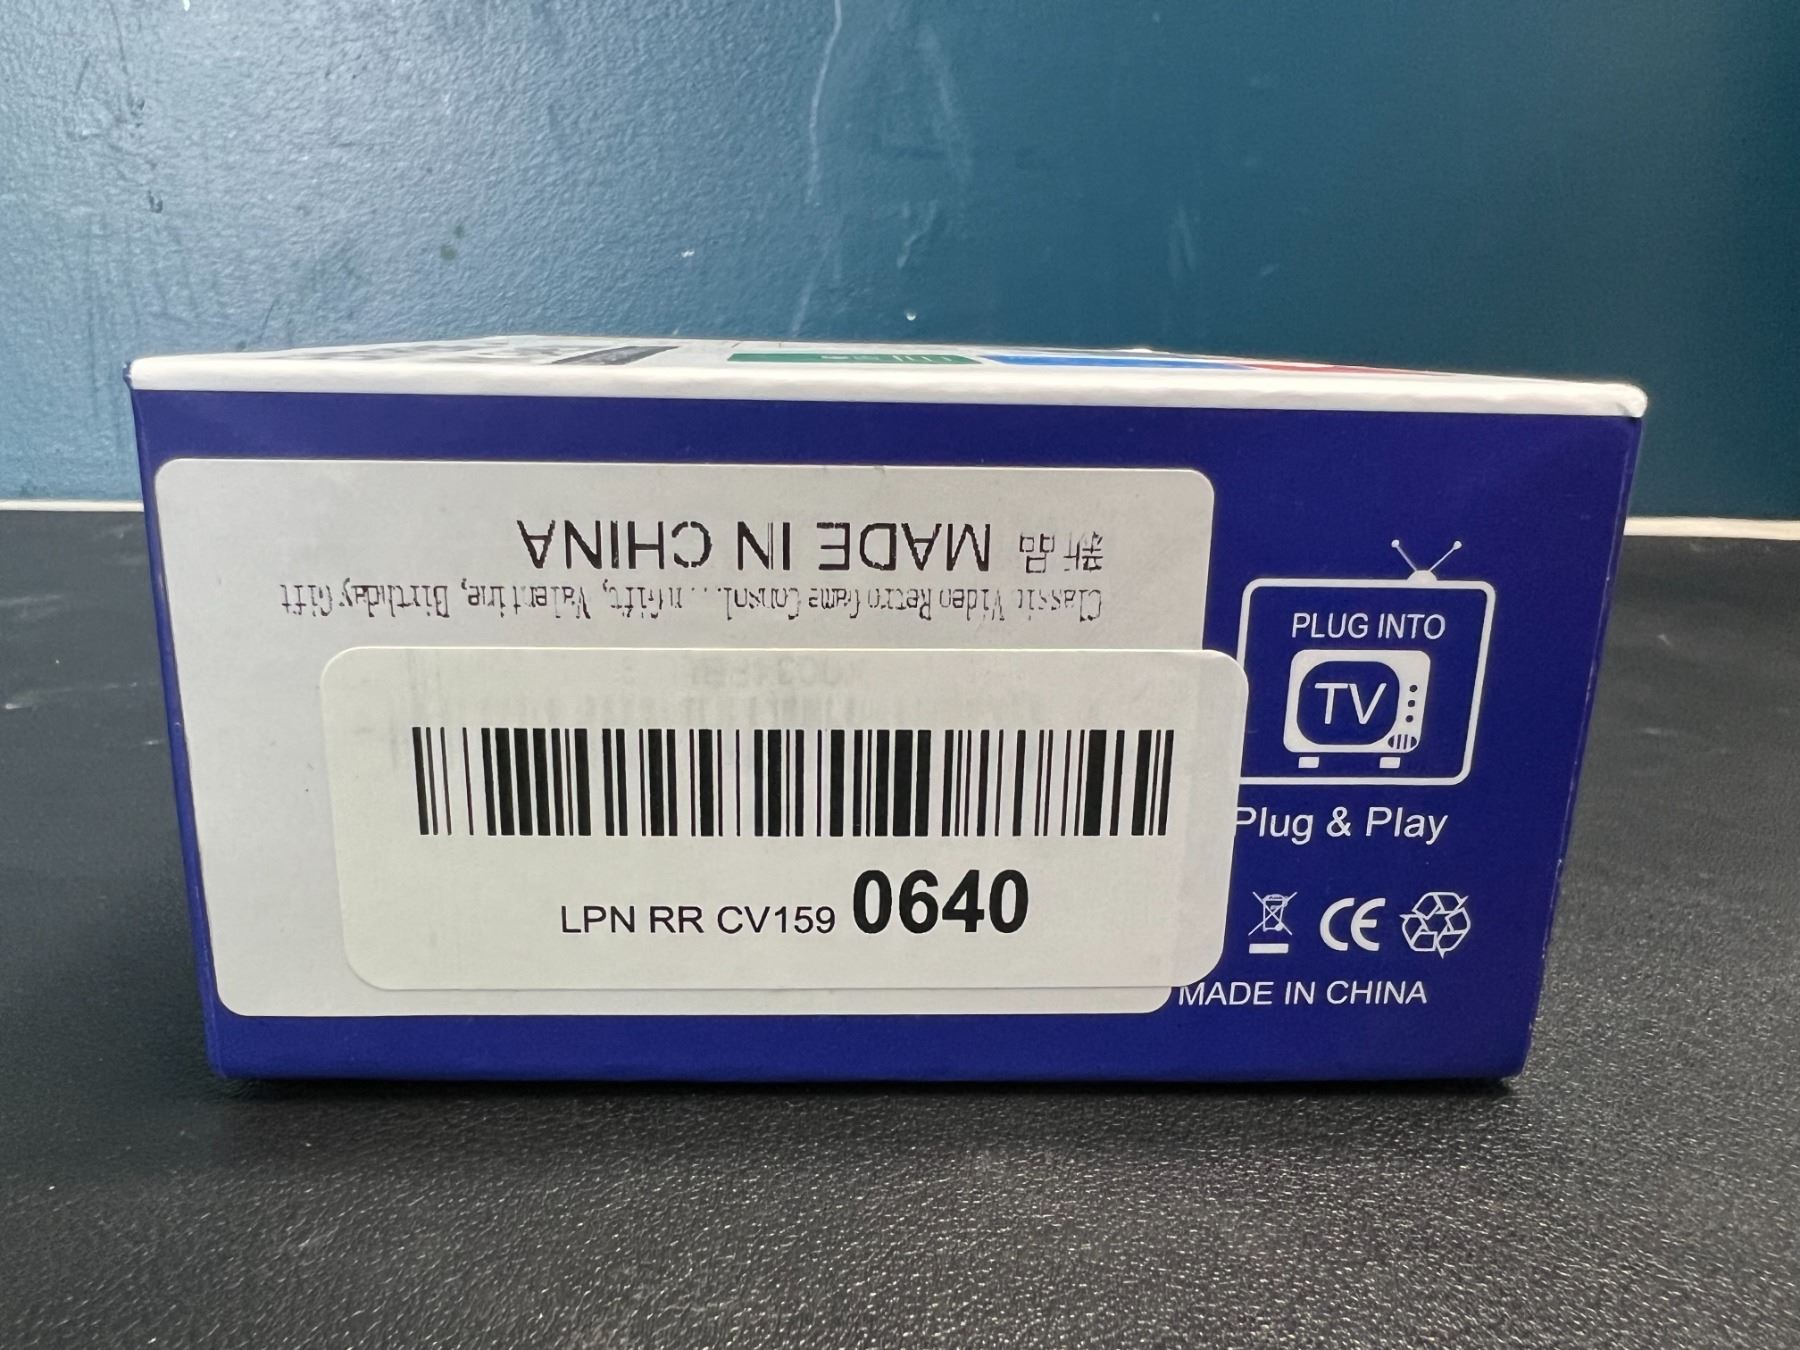 新品 MADE IN CHINA
Classic Video Retro Game Consol... n Gift, Valentine, Birthday Gift
LPN RR CV159 0640
PLUG INTO
TV
Plug & Play
CE
MADE IN CHINA